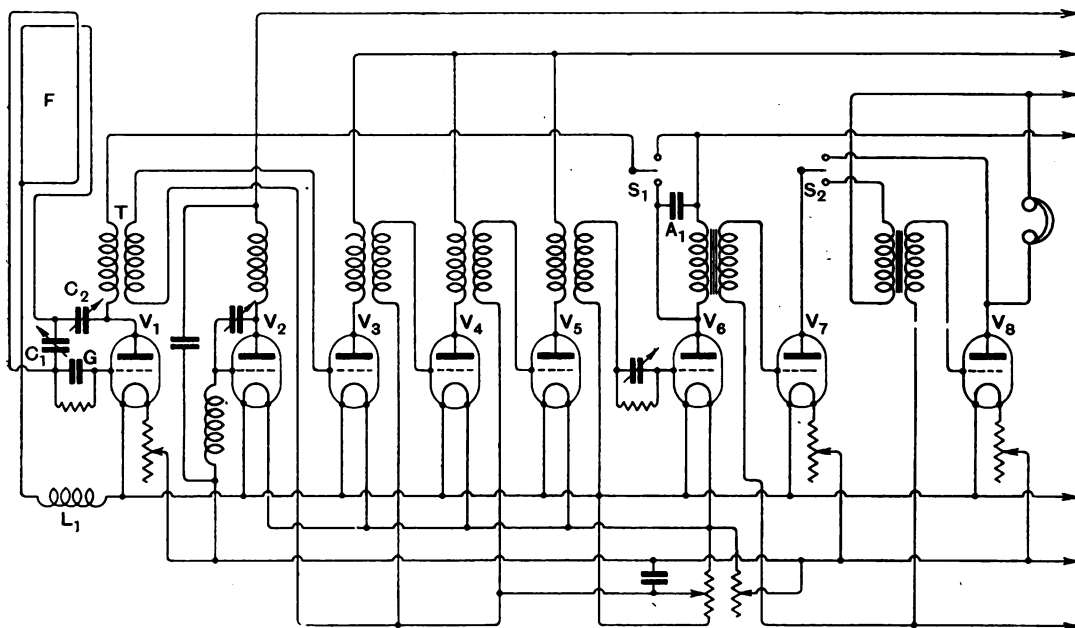 F
T
C₂
C₁
G
V₁
V₂
V₃
V₄
V₅
V₆
V₇
V₈
S₁
S₂
A₁
L₁